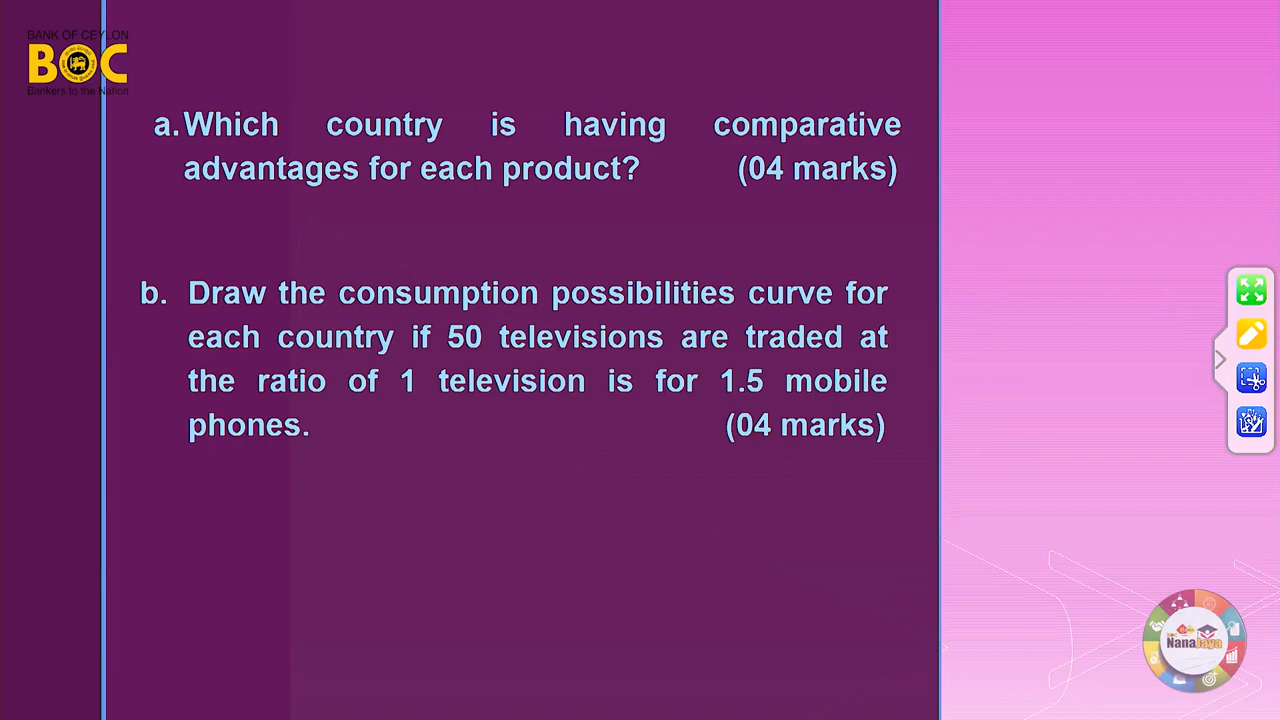 BANK OF CEYLON
BOC
Bankers to the Nation
a. Which country is having comparative
advantages for each product? (04 marks)
b. Draw the consumption possibilities curve for
each country if 50 televisions are traded at
the ratio of 1 television is for 1.5 mobile
phones. (04 marks)
NanaJaya